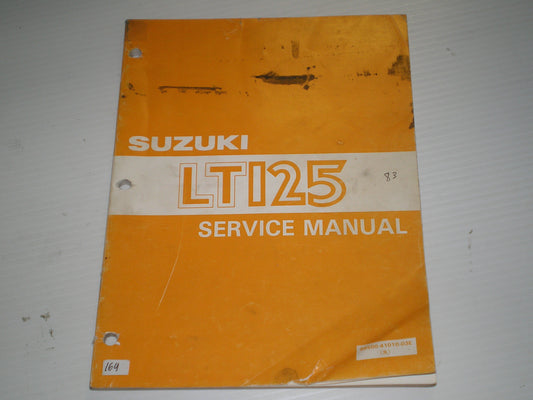 SUZUKI
LT125
83
SERVICE MANUAL
164